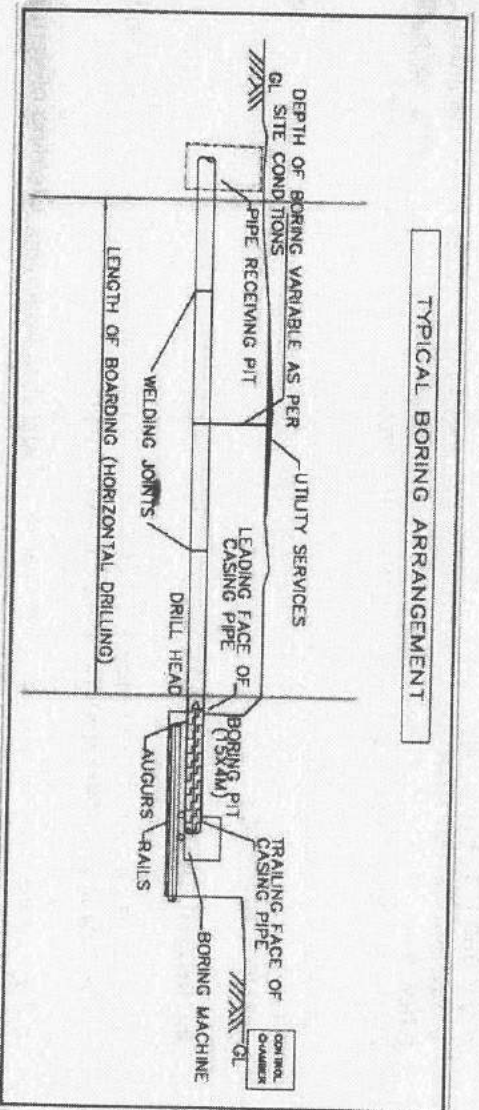 TYPICAL BORING ARRANGEMENT
DEPTH OF BORING VARIABLE AS PER
GL SITE CONDITIONS
UTILITY SERVICES
PIPE RECEIVING PIT
WELDING JOINTS
LENGTH OF BOARDING (HORIZONTAL DRILLING)
LEADING FACE OF
CASING PIPE
DRILL HEAD
BORING PIT
(15X4M)
AUGURS
RAILS
TRAILING FACE OF
CASING PIPE
BORING MACHINE
GL
CONTROL
CHAMBER